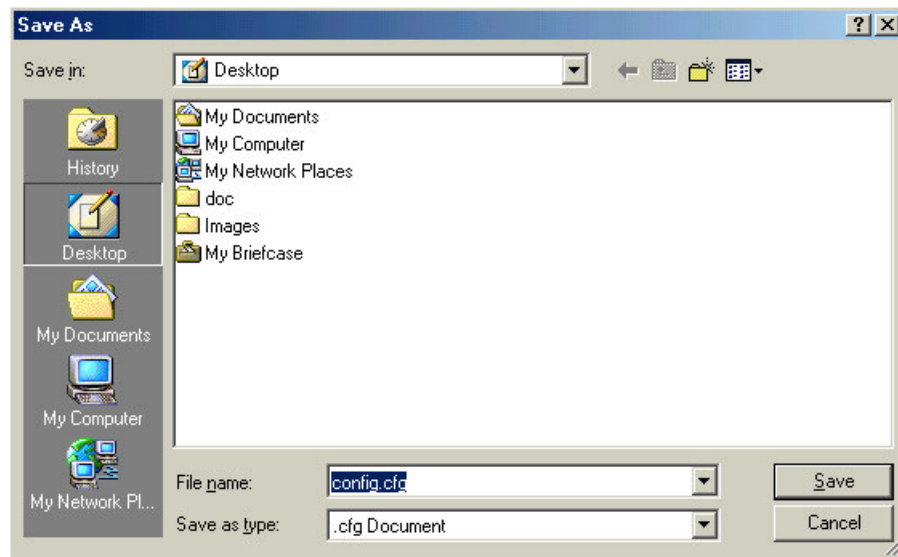 Save As
Save in:
Desktop
History
Desktop
My Documents
My Computer
My Network Pl...
My Documents
My Computer
My Network Places
doc
Images
My Briefcase
File name:
config.cfg
Save
Save as type:
.cfg Document
Cancel